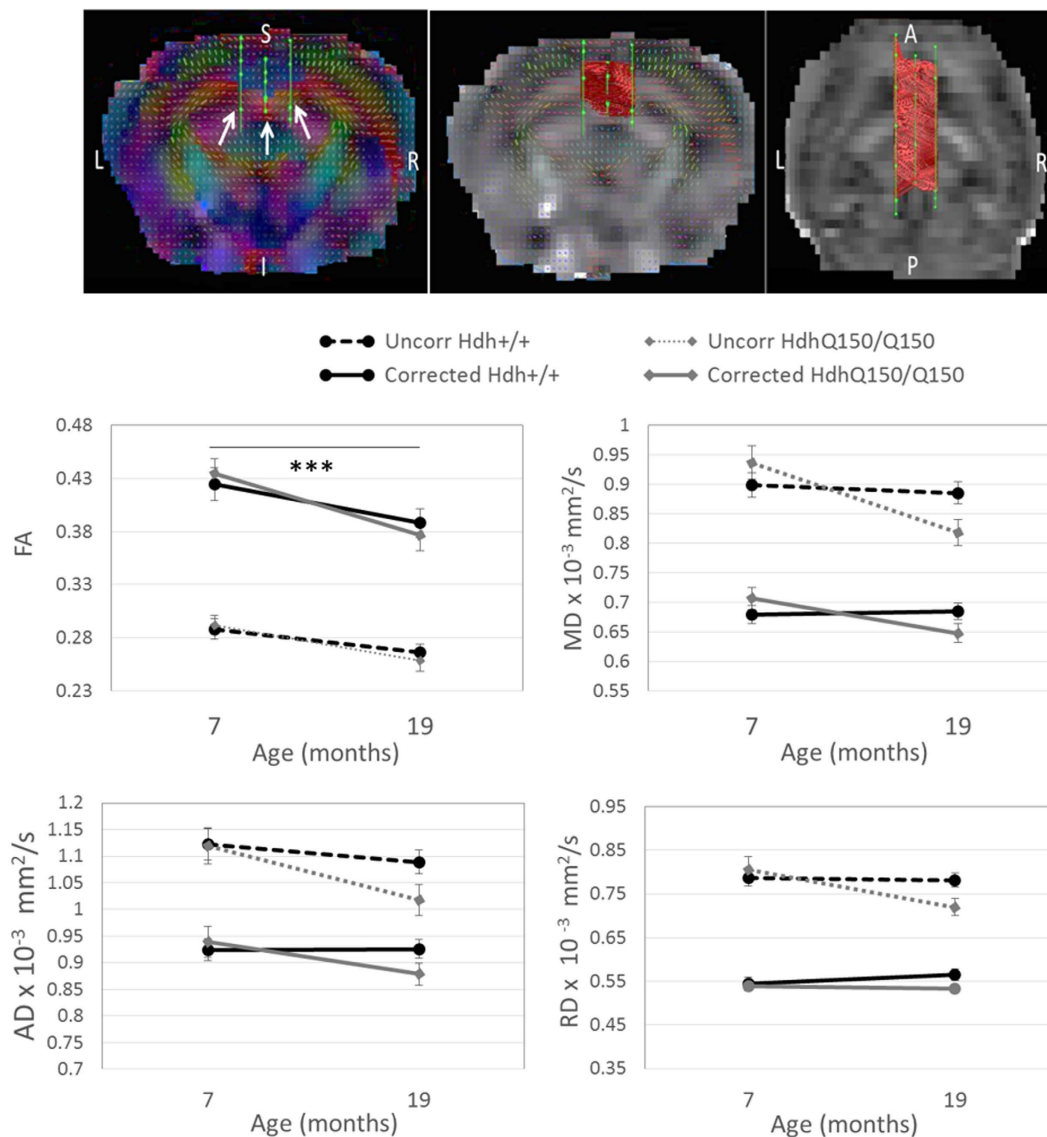 S
L
R
I
A
L
R
P
Uncorr Hdh+/+
Uncorr HdhQ150/Q150
Corrected Hdh+/+
Corrected HdhQ150/Q150
0.48
0.43
0.38
0.33
0.28
0.23
FA
***
7
19
Age (months)
1
0.95
0.9
0.85
0.8
0.75
0.7
0.65
0.6
0.55
MD x 10⁻³ mm²/s
7
19
Age (months)
1.2
1.15
1.1
1.05
1
0.95
0.9
0.85
0.8
0.75
0.7
AD x 10⁻³ mm²/s
7
19
Age (months)
0.95
0.85
0.75
0.65
0.55
0.45
0.35
RD x 10⁻³ mm²/s
7
19
Age (months)